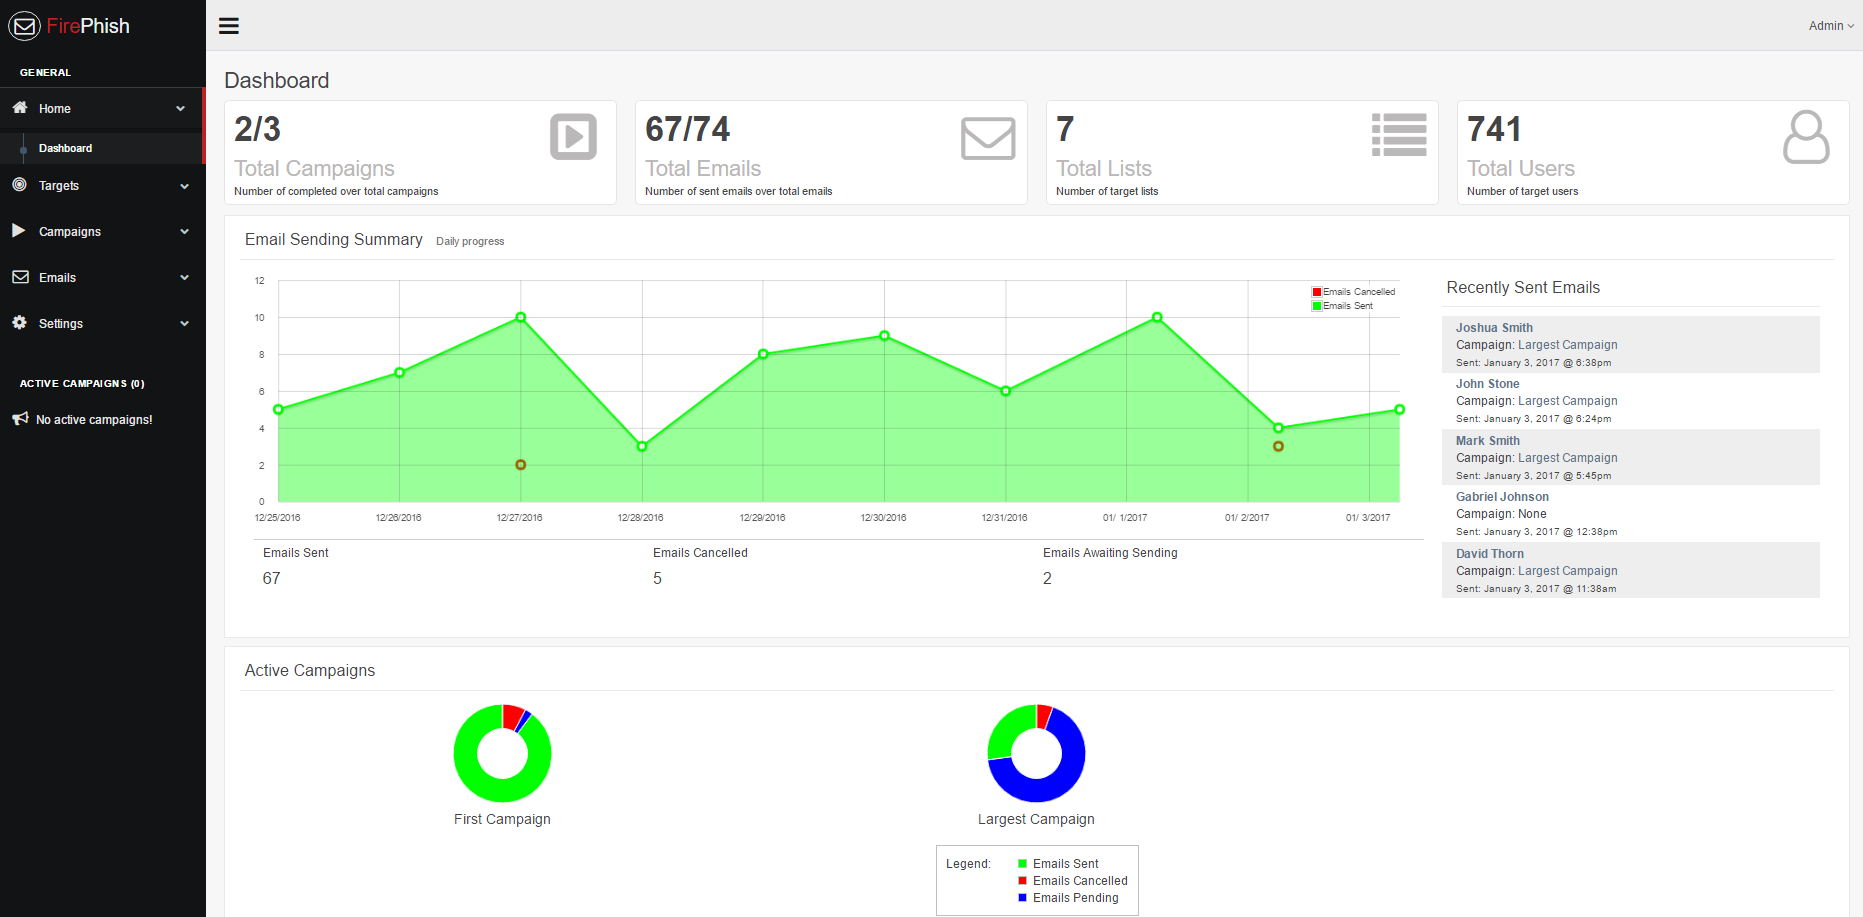 FirePhish
Admin
GENERAL
Home
Dashboard
Targets
Campaigns
Emails
Settings
ACTIVE CAMPAIGNS (0)
No active campaigns!
Dashboard
2/3
Total Campaigns
Number of completed over total campaigns
67/74
Total Emails
Number of sent emails over total emails
7
Total Lists
Number of target lists
741
Total Users
Number of target users
Email Sending Summary Daily progress
12
10
8
6
4
2
0
Emails Cancelled
Emails Sent
12/25/2016 12/26/2016 12/27/2016 12/28/2016 12/29/2016 12/30/2016 12/31/2016 01/ 1/2017 01/ 2/2017 01/ 3/2017
Emails Sent
67
Emails Cancelled
5
Emails Awaiting Sending
2
Recently Sent Emails
Joshua Smith
Campaign: Largest Campaign
Sent: January 3, 2017 @ 6:38pm
John Stone
Campaign: Largest Campaign
Sent: January 3, 2017 @ 6:24pm
Mark Smith
Campaign: Largest Campaign
Sent: January 3, 2017 @ 5:45pm
Gabriel Johnson
Campaign: None
Sent: January 3, 2017 @ 12:38pm
David Thorn
Campaign: Largest Campaign
Sent: January 3, 2017 @ 11:38am
Active Campaigns
First Campaign
Largest Campaign
Legend:
Emails Sent
Emails Cancelled
Emails Pending